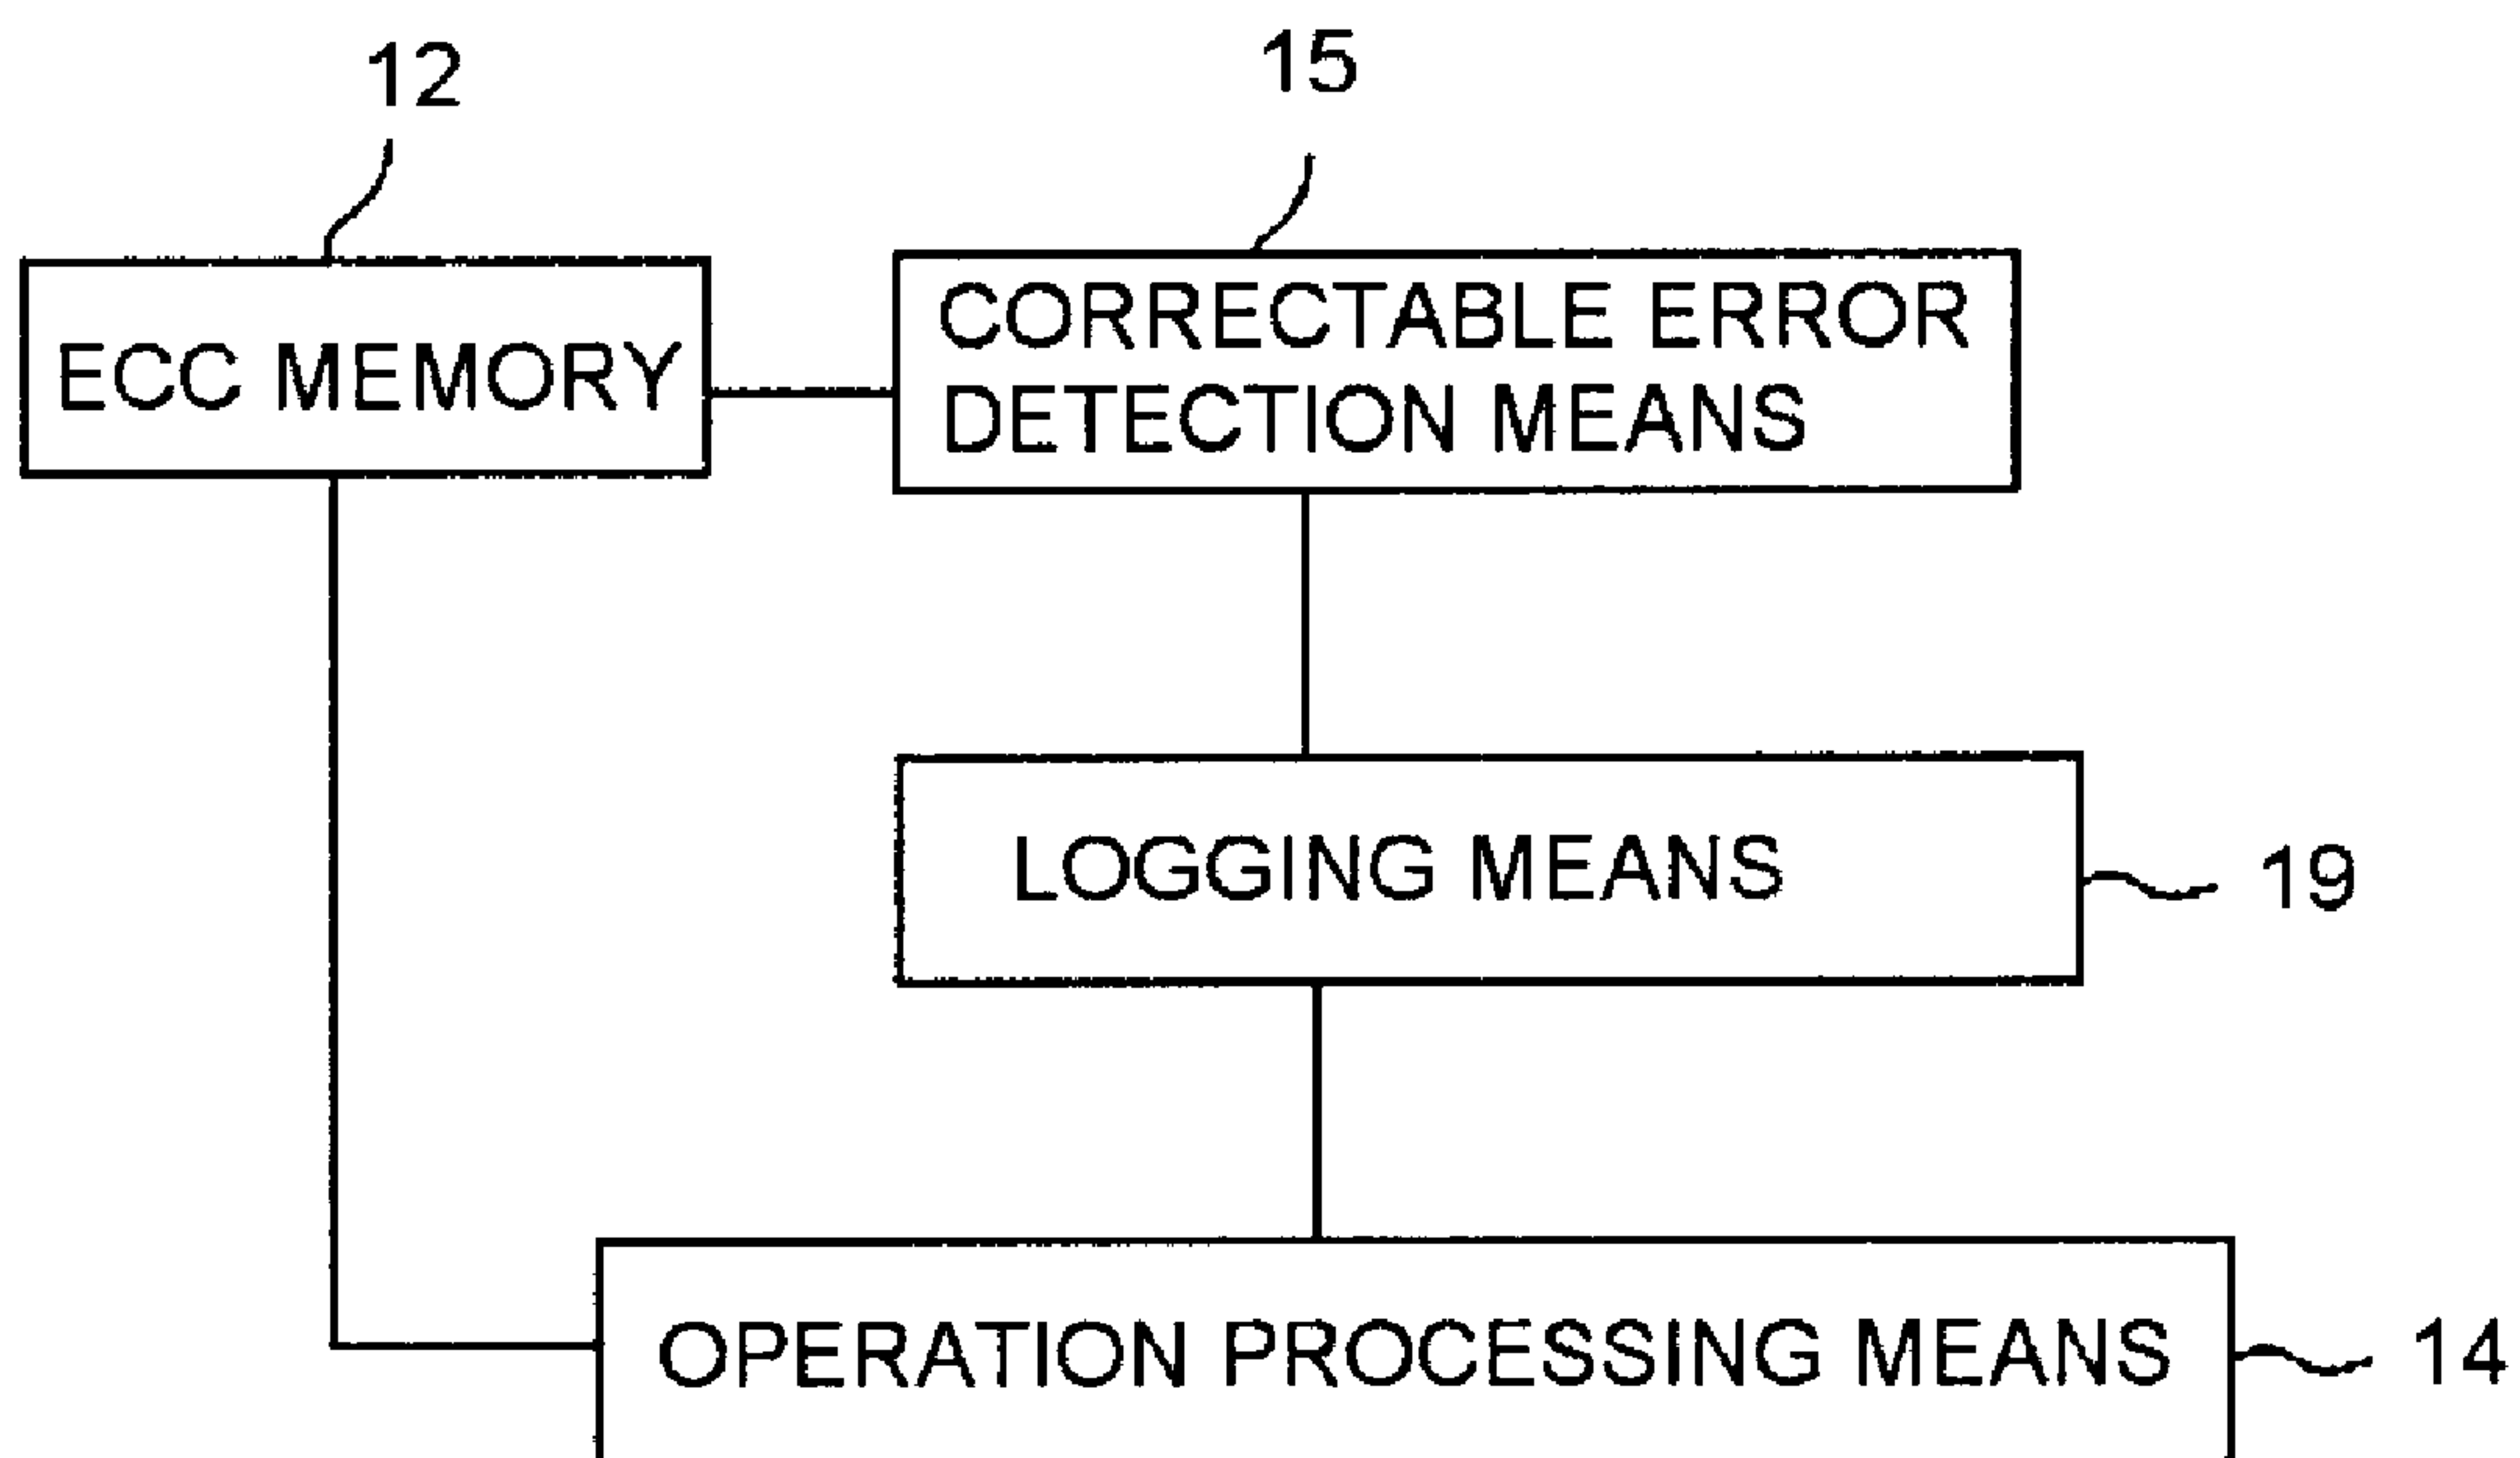 12
15
ECC MEMORY
CORRECTABLE ERROR
DETECTION MEANS
LOGGING MEANS
19
OPERATION PROCESSING MEANS
14